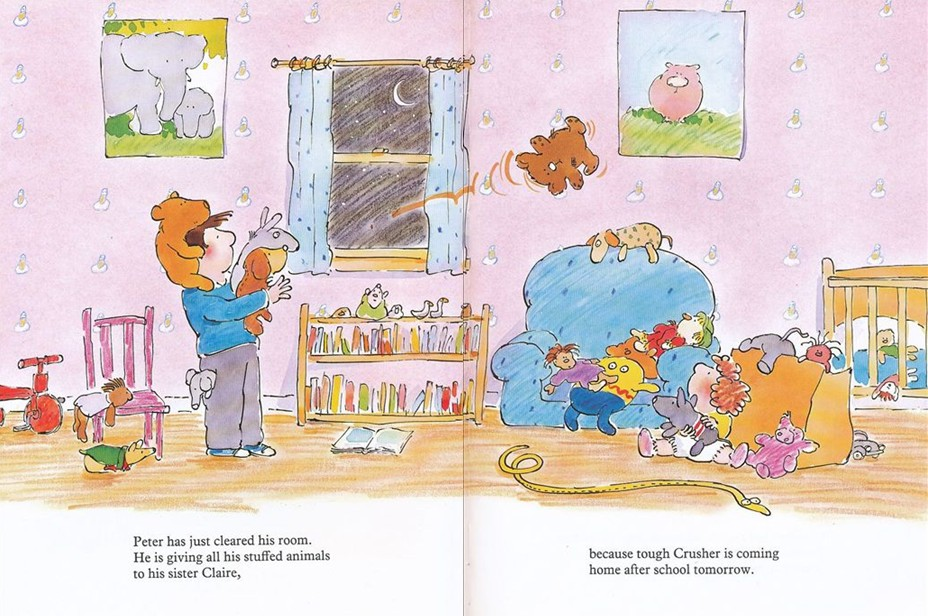 Peter has just cleared his room.
He is giving all his stuffed animals
to his sister Claire,
because tough Crusher is coming
home after school tomorrow.